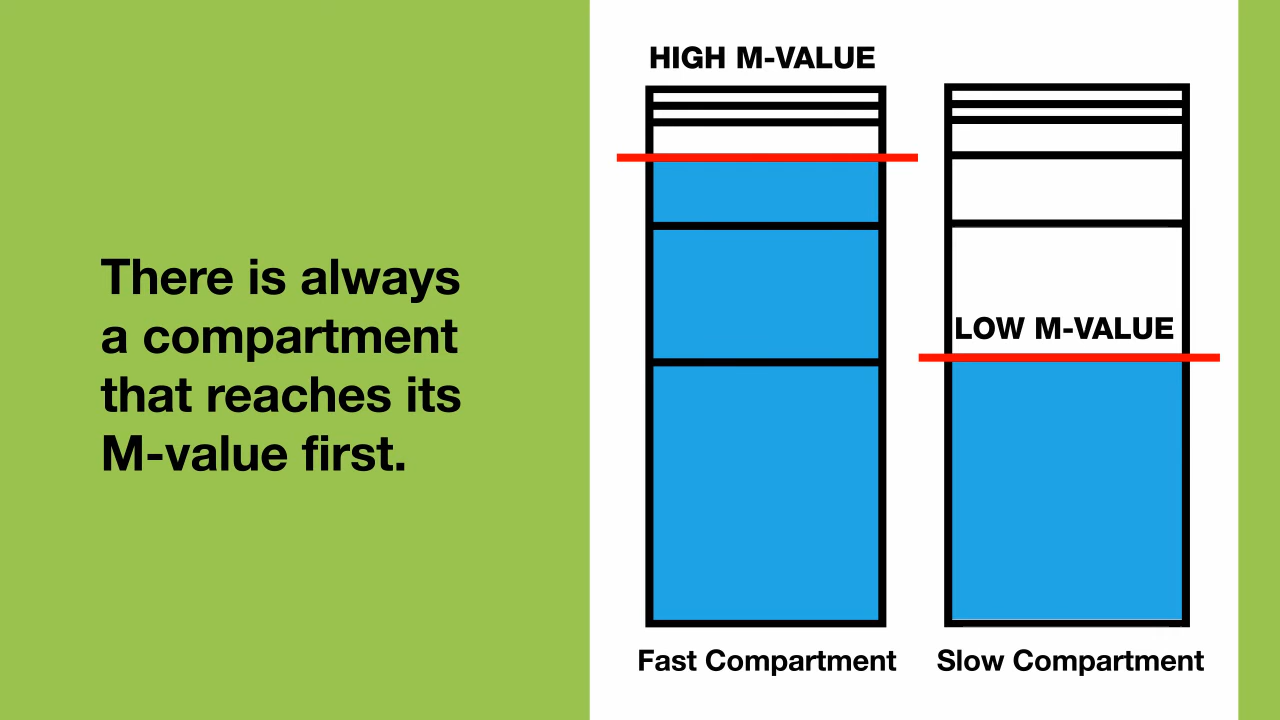 There is always
a compartment
that reaches its
M-value first.
HIGH M-VALUE
LOW M-VALUE
Fast Compartment
Slow Compartment